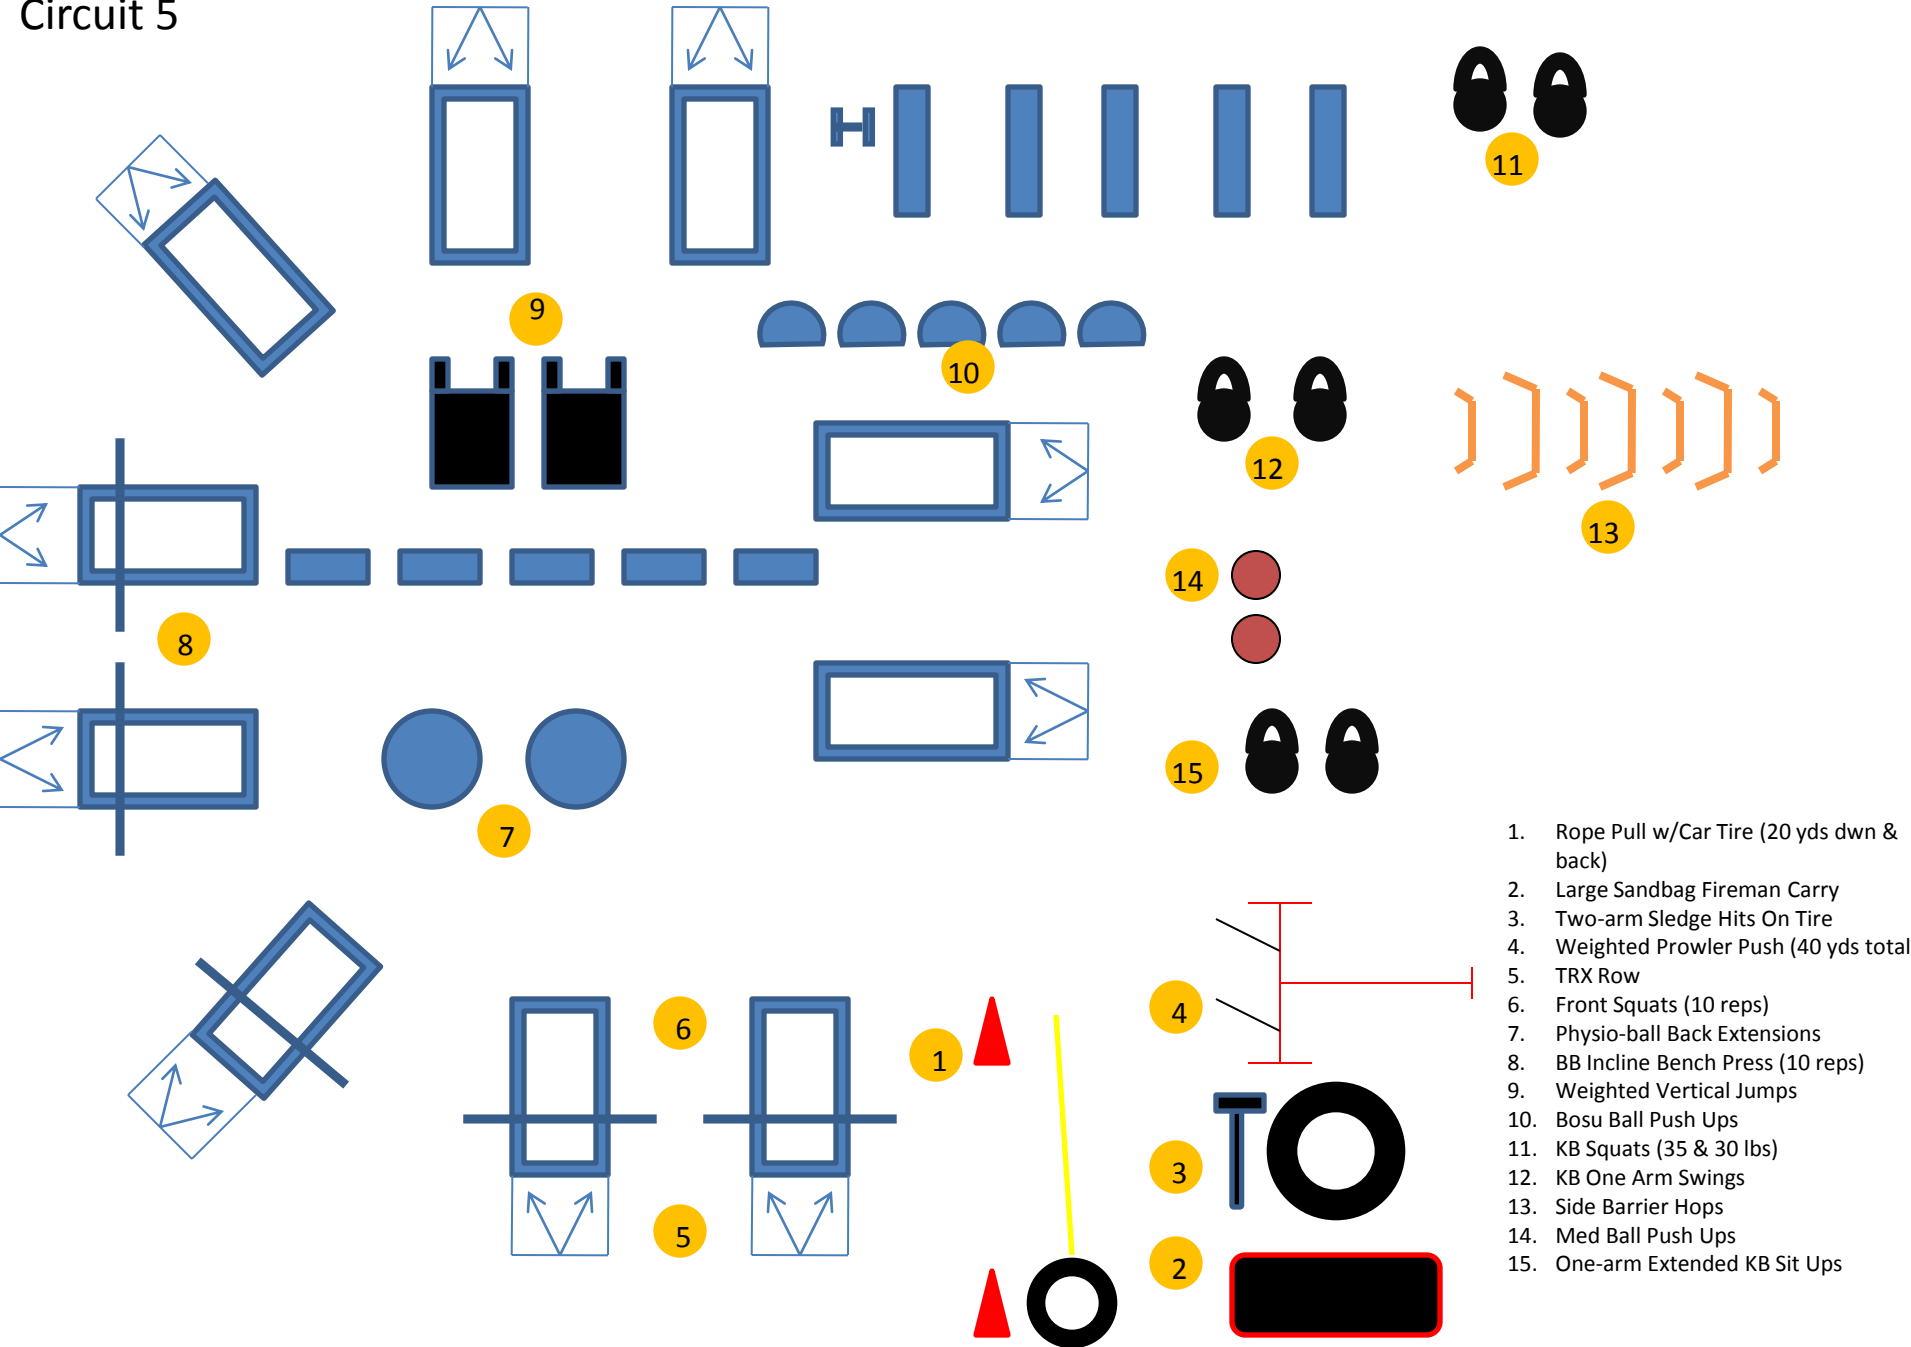 Circuit 5
11
9
10
12
13
14
8
15
7
6
4
1
3
5
2
1. Rope Pull w/Car Tire (20 yds dwn &
back)
2. Large Sandbag Fireman Carry
3. Two-arm Sledge Hits On Tire
4. Weighted Prowler Push (40 yds total
5. TRX Row
6. Front Squats (10 reps)
7. Physio-ball Back Extensions
8. BB Incline Bench Press (10 reps)
9. Weighted Vertical Jumps
10. Bosu Ball Push Ups
11. KB Squats (35 & 30 lbs)
12. KB One Arm Swings
13. Side Barrier Hops
14. Med Ball Push Ups
15. One-arm Extended KB Sit Ups